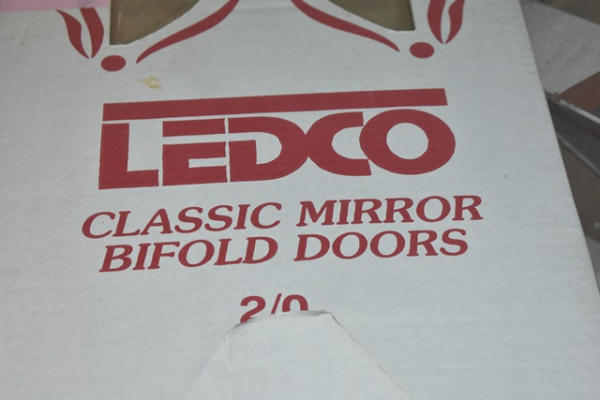 LEDCO
CLASSIC MIRROR
BIFOLD DOORS
2/0